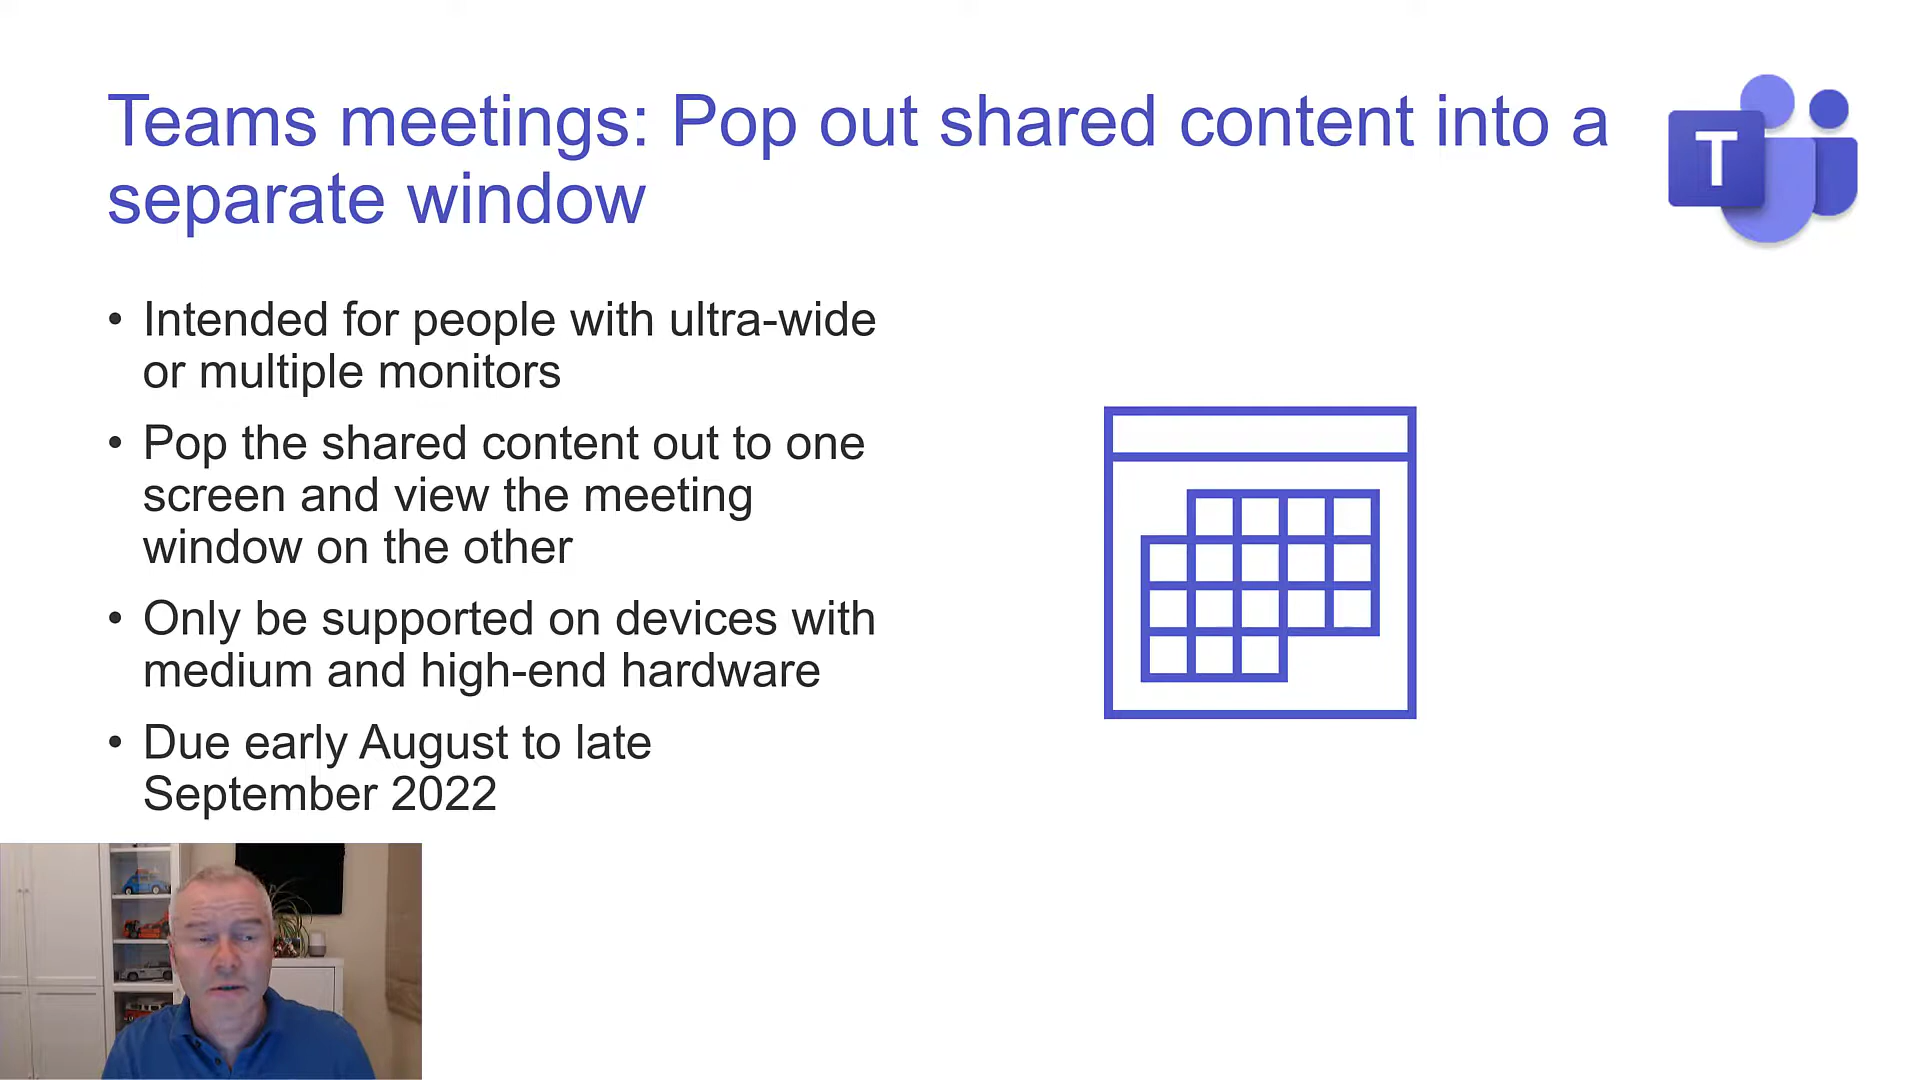 Teams meetings: Pop out shared content into a
separate window
T
• Intended for people with ultra-wide
or multiple monitors
• Pop the shared content out to one
screen and view the meeting
window on the other
• Only be supported on devices with
medium and high-end hardware
• Due early August to late
September 2022